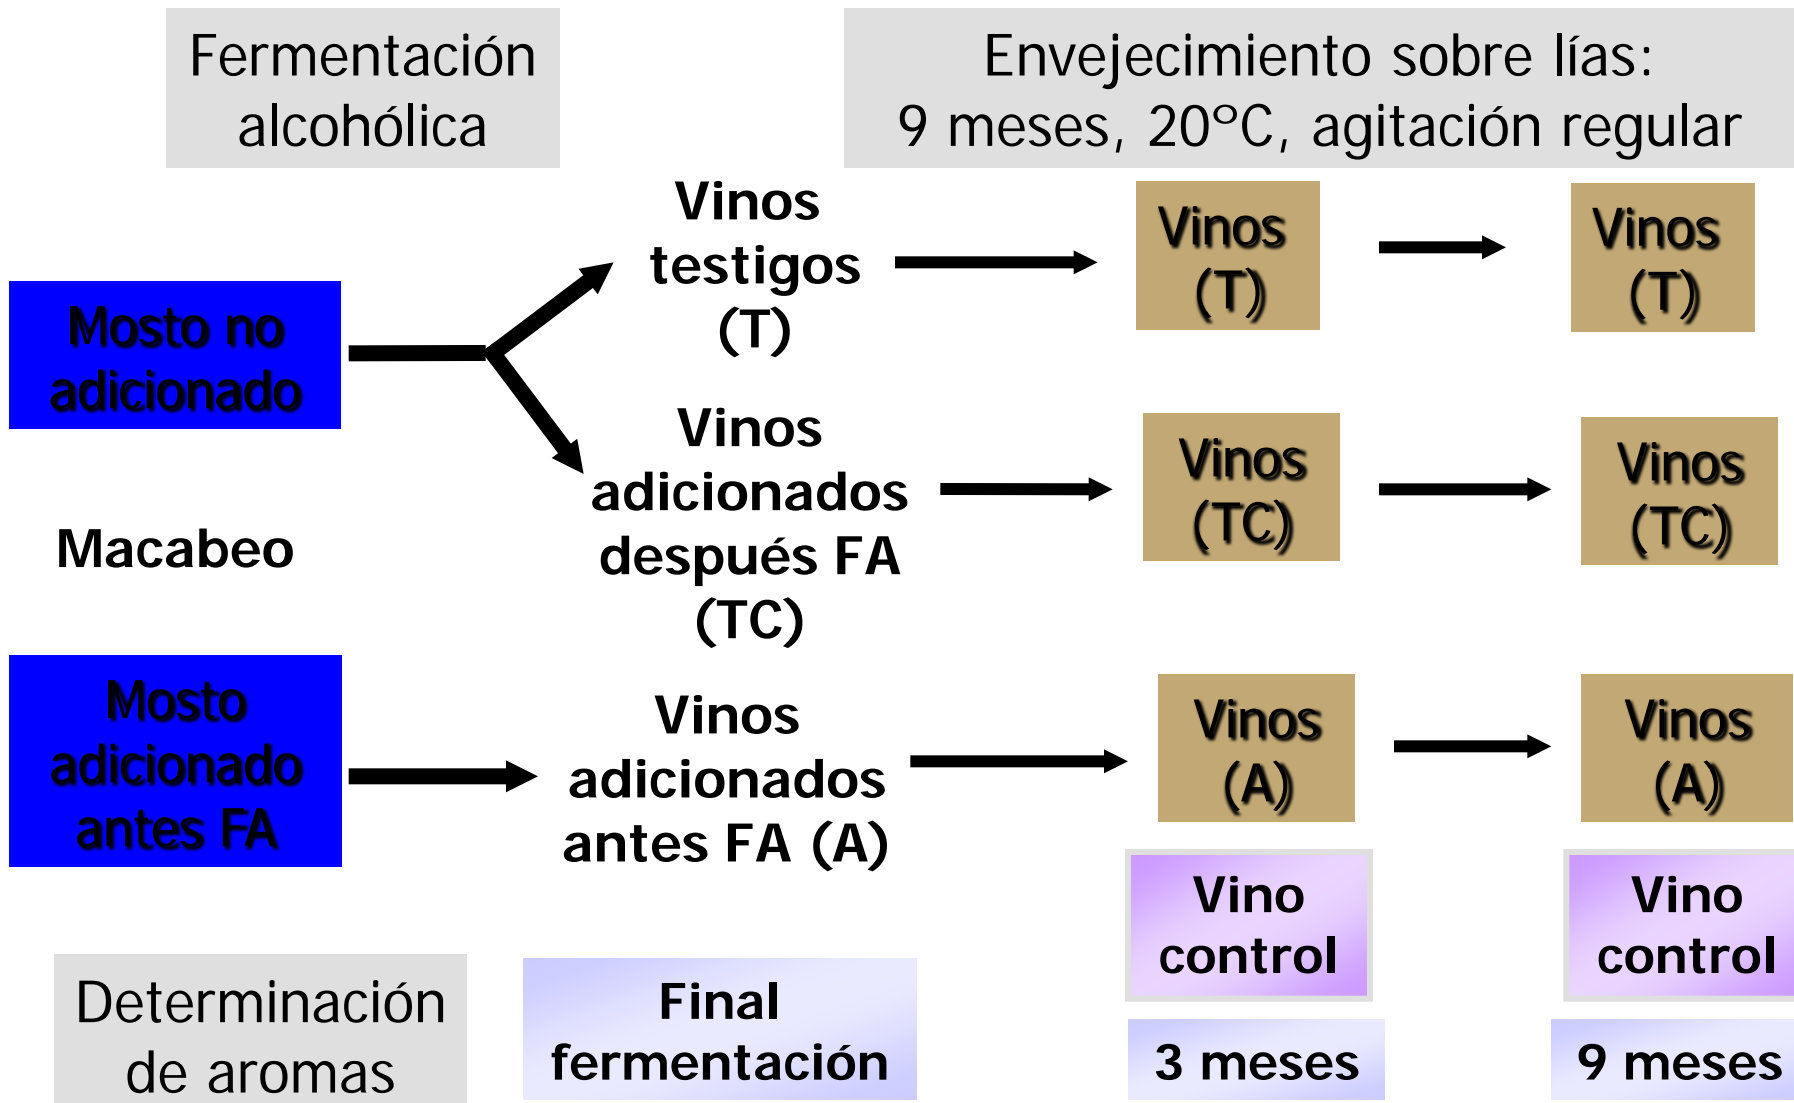 Fermentación
alcohólica
Envejecimiento sobre lías:
9 meses, 20ºC, agitación regular
Mosto no
adicionado
Macabeo
Mosto
adicionado
antes FA
Vinos
testigos
(T)
Vinos
adicionados
después FA
(TC)
Vinos
adicionados
antes FA (A)
Vinos
(T)
Vinos
(T)
Vinos
(TC)
Vinos
(TC)
Vinos
(A)
Vinos
(A)
Vino
control
Vino
control
Determinación
de aromas
Final
fermentación
3 meses
9 meses